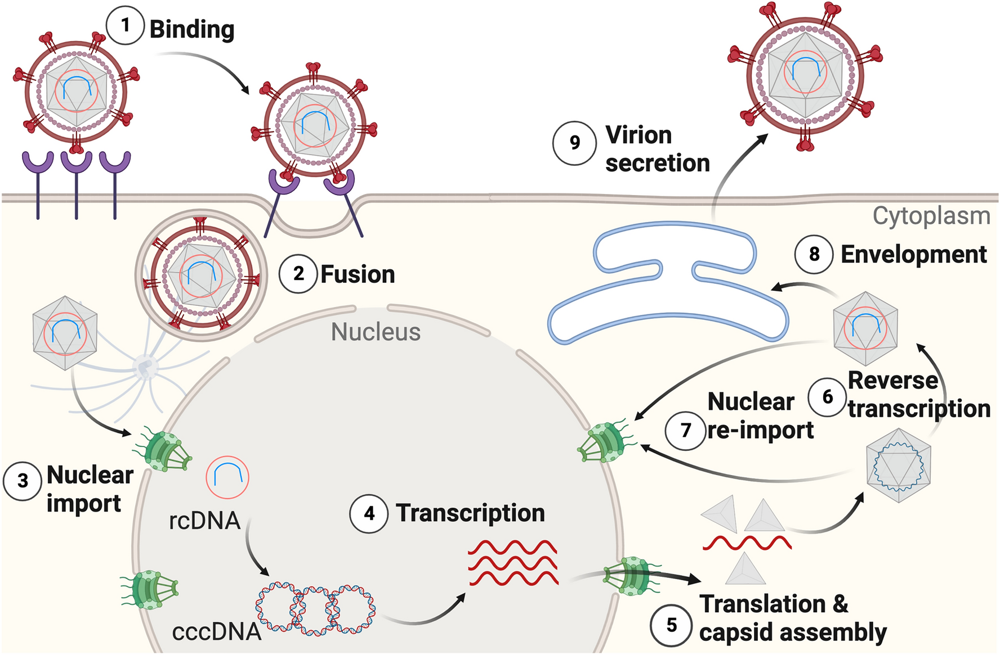 1 Binding
2 Fusion
3 Nuclear
import
Nucleus
rcDNA
cccDNA
4 Transcription
5 Translation &
capsid assembly
6 Reverse
transcription
7 Nuclear
re-import
8 Envelopment
Cytoplasm
9 Virion
secretion